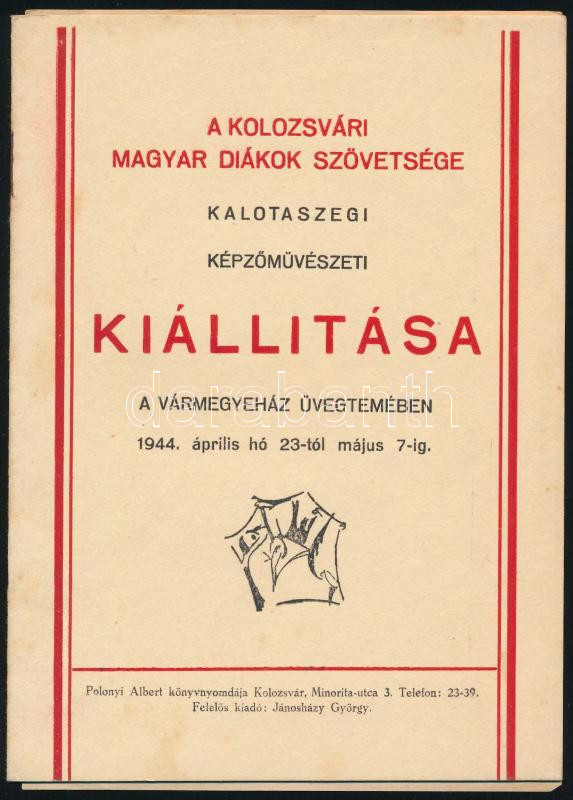 A KOLOZSVÁRI
MAGYAR DIÁKOK SZÖVETSÉGE
KALOTASZEGI
KÉPZŐMŰVÉSZETI
KIÁLLITÁSA
darabanth
A VÁRMEGYEHÁZ ÜVEGTEMÉBEN
1944. április hó 23-tól május 7-ig.
Polonyi Albert könyvnyomdája Kolozsvár, Minorita-utca 3. Telefon: 23-39.
Felelős kiadó: Jánosházy György.